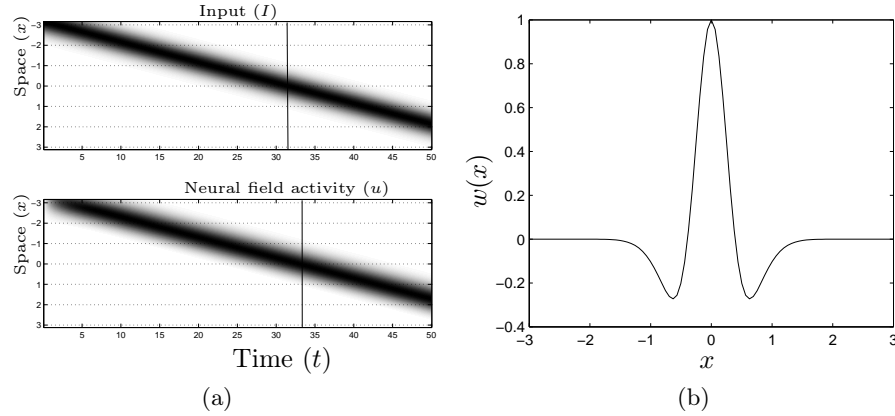 Input (I)
Space (x)
−3
−2
−1
0
1
2
3
5 10 15 20 25 30 35 40 45 50
Neural field activity (u)
Space (x)
−3
−2
−1
0
1
2
3
5 10 15 20 25 30 35 40 45 50
Time (t)
(a)
w(x)
1
0.8
0.6
0.4
0.2
0
−0.2
−0.4
−3 −2 −1 0 1 2 3
x
(b)